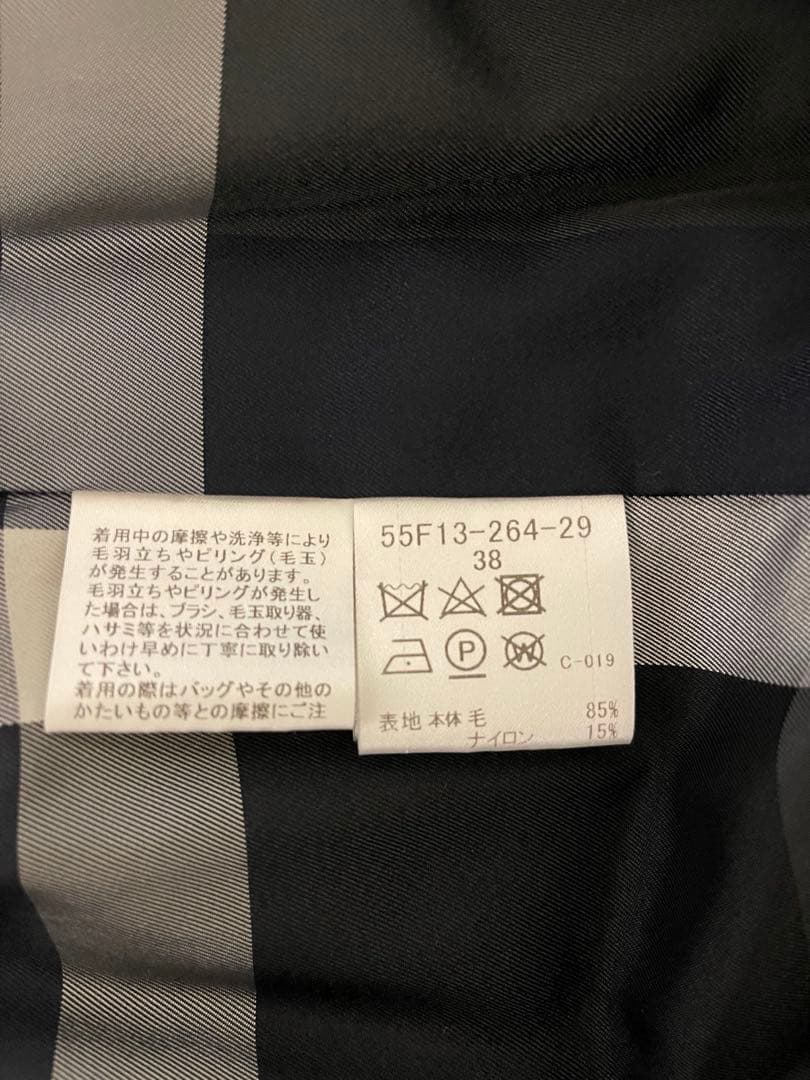 着用中の摩擦や洗浄等により
毛羽立ちやピリング(毛玉)
が発生することがあります。
毛羽立ちやピリングが発生し
た場合は、ブラシ、毛玉取り器、
ハサミ等を状況に合わせて使
いわけ早めに丁寧に取り除い
て下さい。
着用の際はバッグやその他の
かたいもの等との摩擦にご注
55F13-264-29
38
P
W
C-019
表地 本体 毛 85%
ナイロン 15%